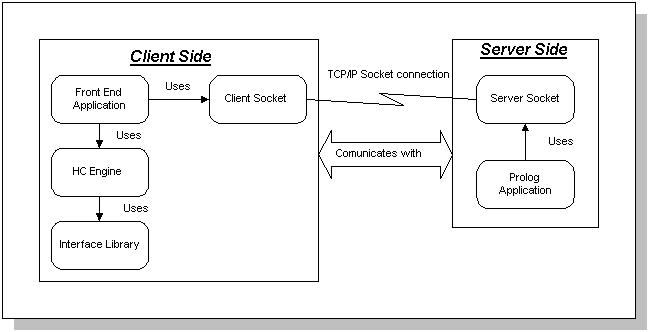 Client Side
Server Side
TCP/IP Socket connection
Front End
Application
Uses
Client Socket
Server Socket
Uses
Uses
Comunicates with
HC Engine
Prolog
Application
Uses
Interface Library